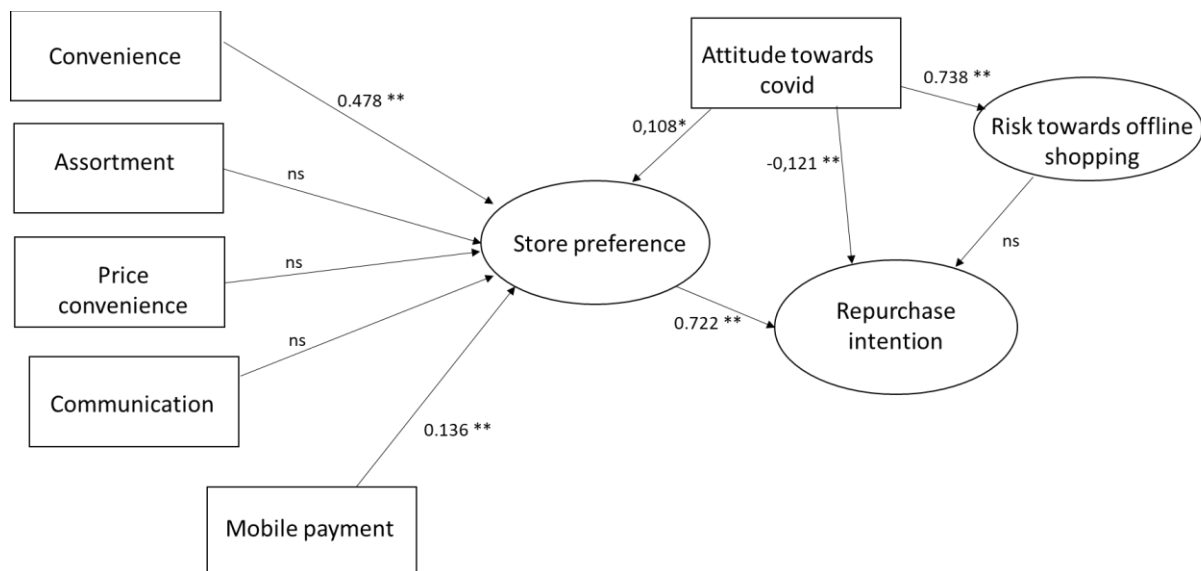 Convenience
Attitude towards
covid
0.738 **
0.478 **
0,108*
Risk towards offline
shopping
Assortment
ns
-0,121 **
Store preference
ns
Price
convenience
ns
0.722 **
Repurchase
intention
ns
Communication
0.136 **
Mobile payment